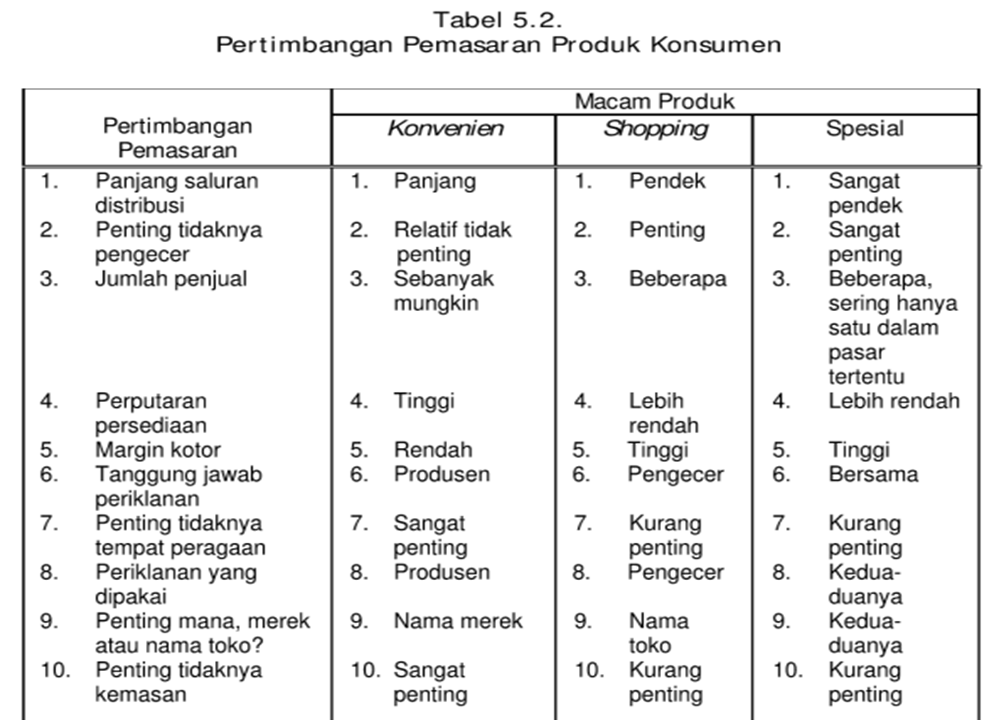 Tabel 5.2.
Pertimbangan Pemasaran Produk Konsumen
Macam Produk
Pertimbangan
Pemasaran
Konvenien
Shopping
Spesial
1. Panjang saluran
distribusi
1. Panjang
1. Pendek
1. Sangat
pendek
2. Penting tidaknya
pengecer
2. Relatif tidak
penting
2. Penting
2. Sangat
penting
3. Jumlah penjual
3. Sebanyak
mungkin
3. Beberapa
3. Beberapa,
sering hanya
satu dalam
pasar
tertentu
4. Perputaran
persediaan
4. Tinggi
4. Lebih
rendah
4. Lebih rendah
5. Margin kotor
5. Rendah
5. Tinggi
5. Tinggi
6. Tanggung jawab
periklanan
6. Produsen
6. Pengecer
6. Bersama
7. Penting tidaknya
tempat peragaan
7. Sangat
penting
7. Kurang
penting
7. Kurang
penting
8. Periklanan yang
dipakai
8. Produsen
8. Pengecer
8. Kedua-
duanya
9. Penting mana, merek
atau nama toko?
9. Nama merek
9. Nama
toko
9. Kedua-
duanya
10. Penting tidaknya
kemasan
10. Sangat
penting
10. Kurang
penting
10. Kurang
penting